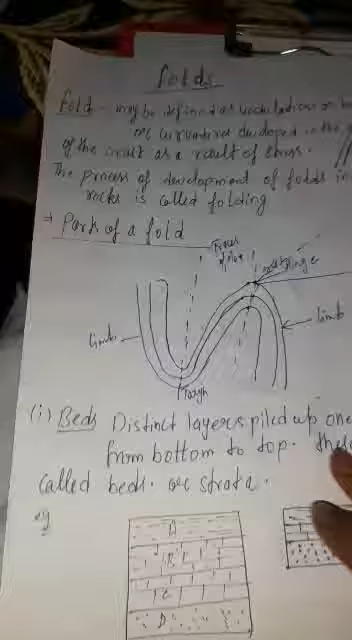 Folds
Fold - may be defined as undulations or
or curvatures developed in the
of the crust as a result of stress.
The process of development of folds in
rocks is called folding
⇒ Parts of a fold
hinge
limb
limb
Trough
(i) Beds Distinct layers piled up one
from bottom to top. These
called beds. or strata.
eg
A
B
C
D